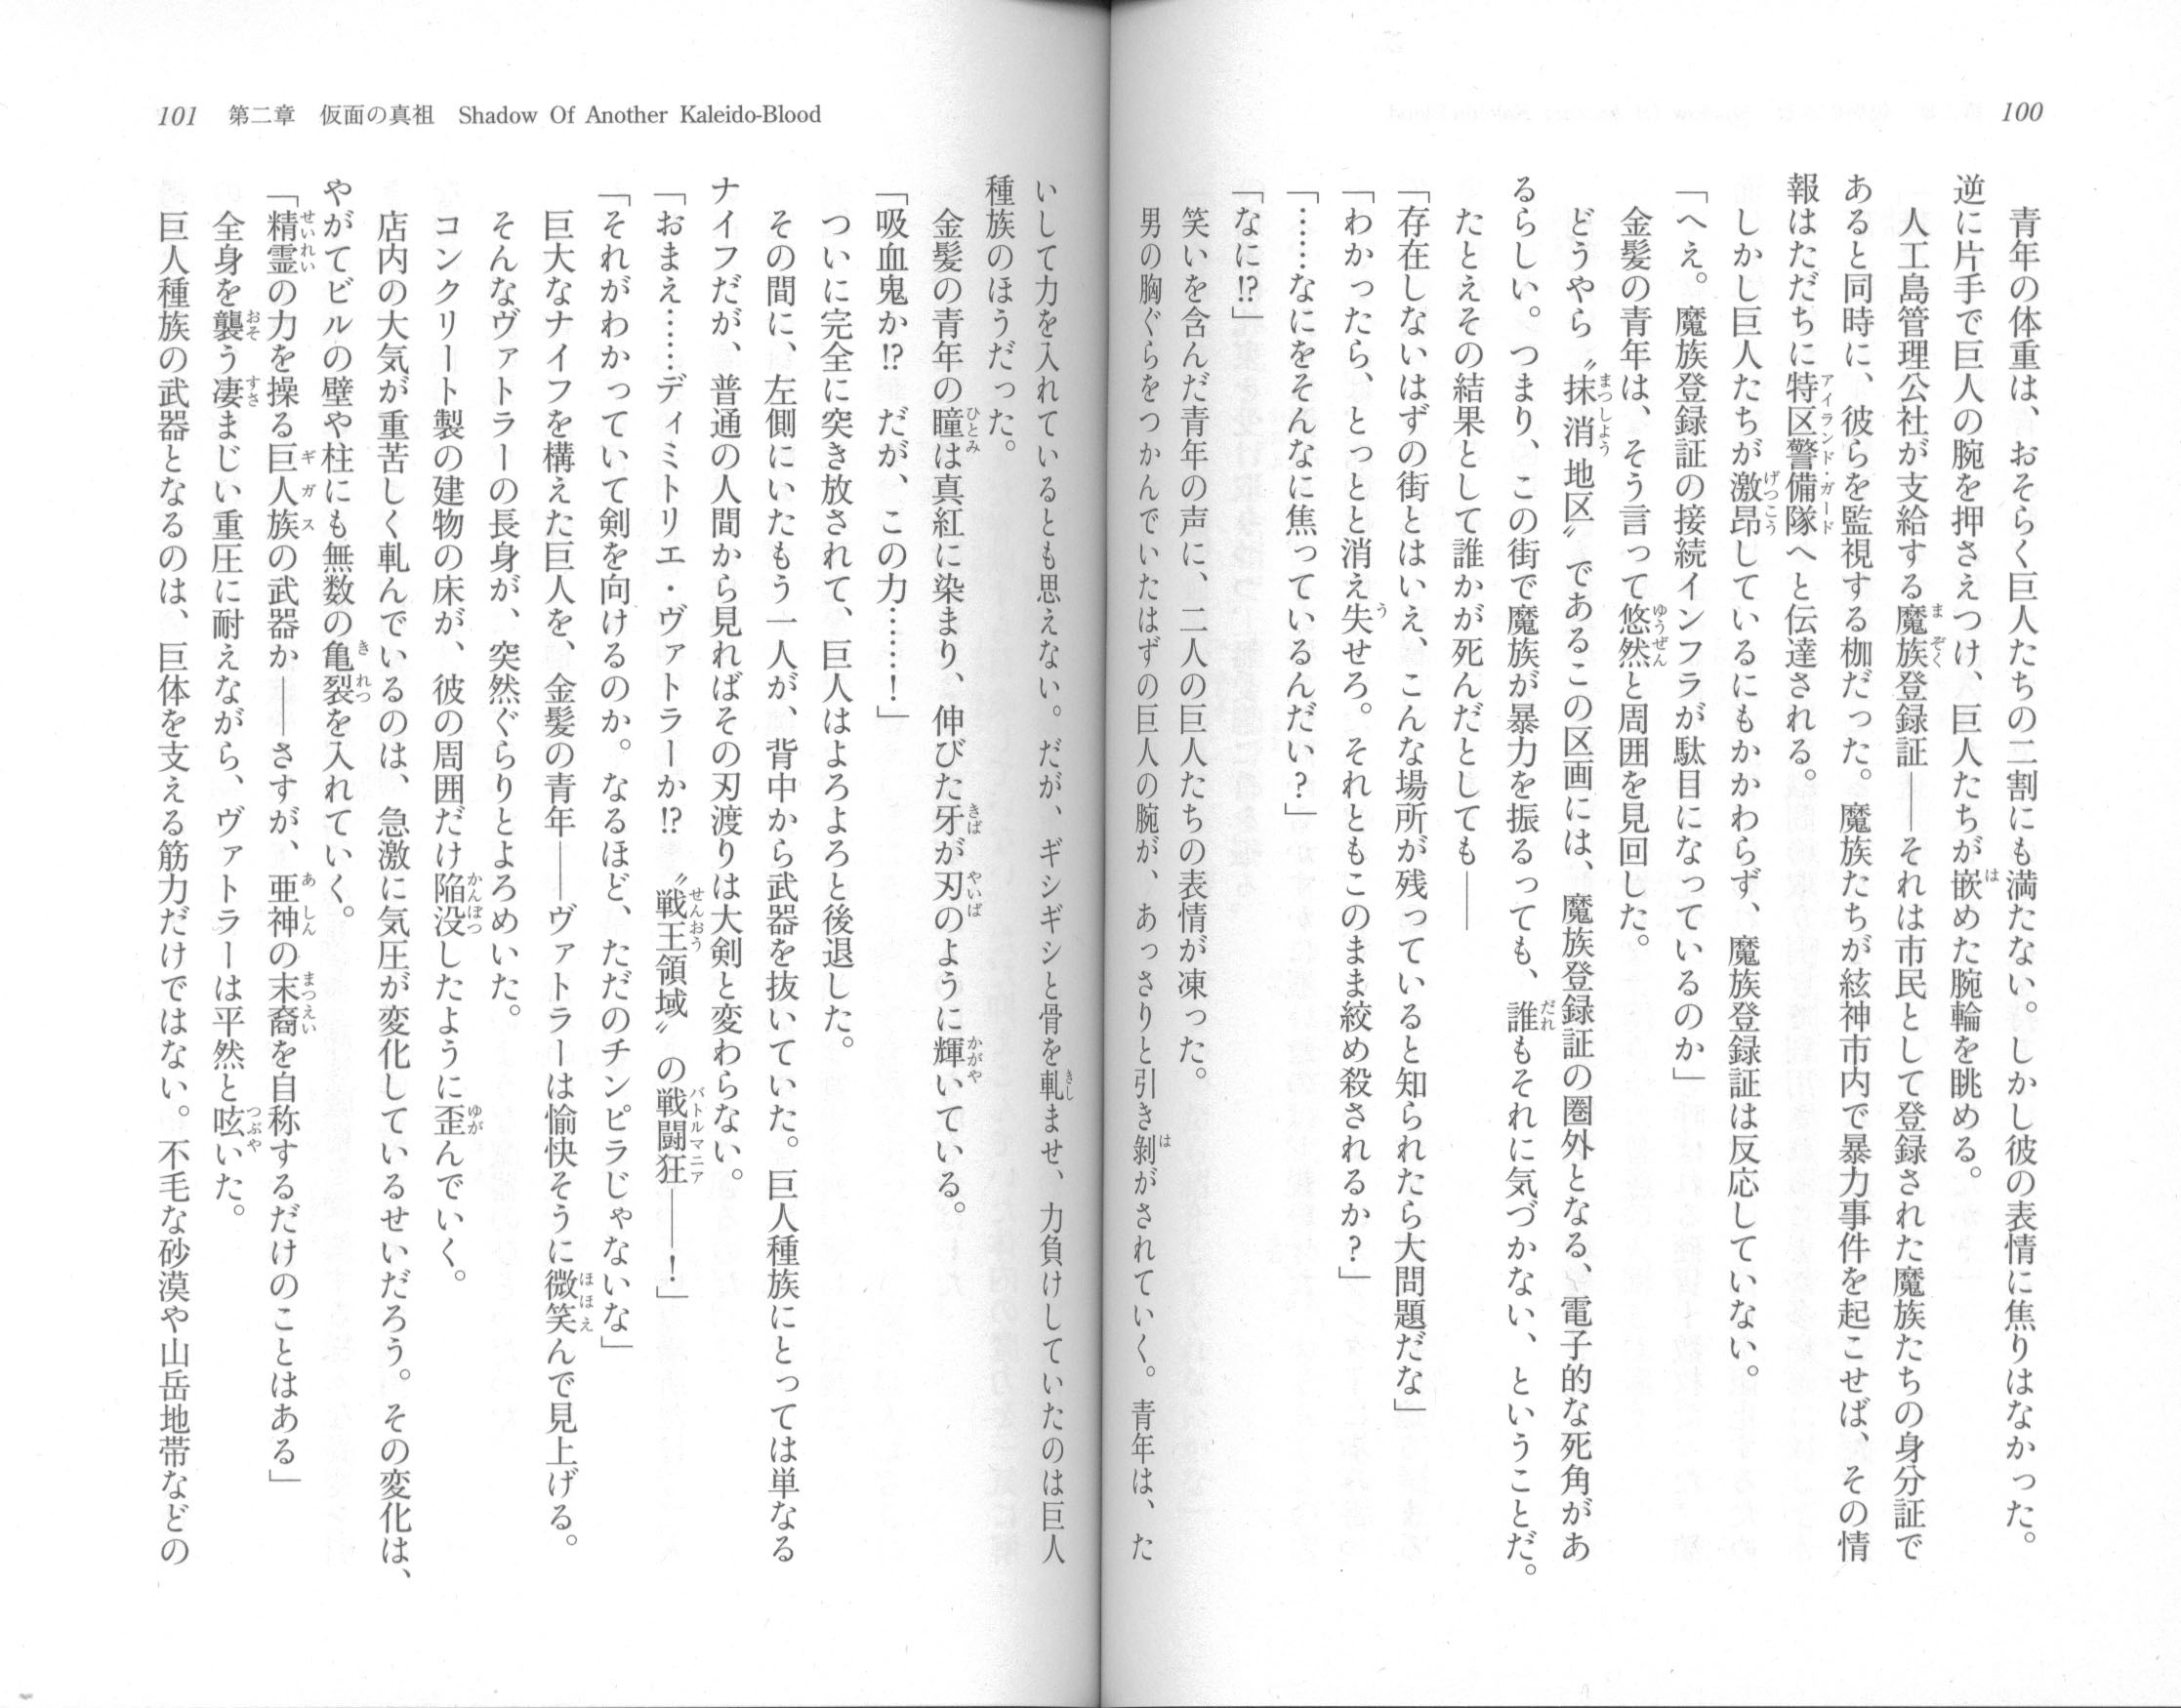 100
青年の体重は、おそらく巨人たちの二割にも満たない。しかし彼の表情に焦りはなかった。
逆に片手で巨人の腕を押さえつけ、巨人たちが嵌めた腕輪を眺める。
人工島管理公社が支給する魔族登録証——それは市民として登録された魔族たちの身分証で
あると同時に、彼らを監視する枷だった。魔族たちが絃神市内で暴力事件を起こせば、その情
報はただちに特区警備隊へと伝達される。
しかし巨人たちが激昂しているにもかかわらず、魔族登録証は反応していない。
「へえ。魔族登録証の接続インフラが駄目になっているのか」
金髪の青年は、そう言って悠然と周囲を見回した。
どうやら〝抹消地区〟であるこの区画には、魔族登録証の圏外となる、電子的な死角があ
るらしい。つまり、この街で魔族が暴力を振るっても、誰もそれに気づかない、ということだ。
たとえその結果として誰かが死んだとしても——
「存在しないはずの街とはいえ、こんな場所が残っていると知られたら大問題だな」
「わかったら、とっとと消え失せろ。それともこのまま絞め殺されるか？」
「……なにをそんなに焦っているんだい？」
「なに!?」
笑いを含んだ青年の声に、二人の巨人たちの表情が凍った。
男の胸ぐらをつかんでいたはずの巨人の腕が、あっさりと引き剝がされていく。青年は、た
101 第二章 仮面の真祖 Shadow Of Another Kaleido-Blood
いして力を入れているとも思えない。だが、ギシギシと骨を軋ませ、力負けしていたのは巨人
種族のほうだった。
金髪の青年の瞳は真紅に染まり、伸びた牙が刃のように輝いている。
「吸血鬼か!? だが、この力……！」
ついに完全に突き放されて、巨人はよろよろと後退した。
その間に、左側にいたもう一人が、背中から武器を抜いていた。巨人種族にとっては単なる
ナイフだが、普通の人間から見ればその刃渡りは大剣と変わらない。
「おまえ……ディミトリエ・ヴァトラーか!? 〝戦王領域〟の戦闘狂——！」
「それがわかっていて剣を向けるのか。なるほど、ただのチンピラじゃないな」
巨大なナイフを構えた巨人を、金髪の青年——ヴァトラーは愉快そうに微笑んで見上げる。
そんなヴァトラーの長身が、突然ぐらりとよろめいた。
コンクリート製の建物の床が、彼の周囲だけ陥没したように歪んでいく。
店内の大気が重苦しく軋んでいるのは、急激に気圧が変化しているせいだろう。その変化は、
やがてビルの壁や柱にも無数の亀裂を入れていく。
「精霊の力を操る巨人族の武器か——さすが、亜神の末裔を自称するだけのことはある」
全身を襲う凄まじい重圧に耐えながら、ヴァトラーは平然と呟いた。
巨人種族の武器となるのは、巨体を支える筋力だけではない。不毛な砂漠や山岳地帯などの